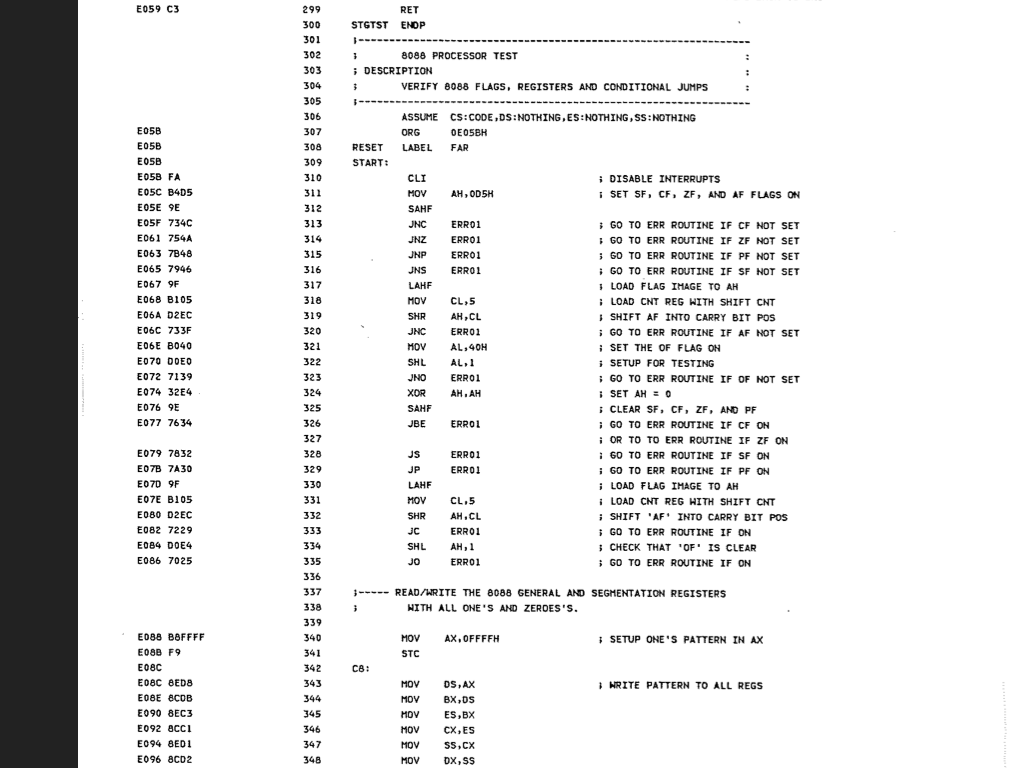 E059 C3 299 RET
300 STGTST ENDP
301 ;---------------------------------------------------------------
302 ; 8088 PROCESSOR TEST :
303 ; DESCRIPTION :
304 ; VERIFY 8088 FLAGS, REGISTERS AND CONDITIONAL JUMPS :
305 ;---------------------------------------------------------------
306 ASSUME CS:CODE,DS:NOTHING,ES:NOTHING,SS:NOTHING
E05B 307 ORG 0E05BH
E05B 308 RESET LABEL FAR
E05B 309 START:
E05B FA 310 CLI ; DISABLE INTERRUPTS
E05C B4D5 311 MOV AH,0D5H ; SET SF, CF, ZF, AND AF FLAGS ON
E05E 9E 312 SAHF
E05F 734C 313 JNC ERR01 ; GO TO ERR ROUTINE IF CF NOT SET
E061 754A 314 JNZ ERR01 ; GO TO ERR ROUTINE IF ZF NOT SET
E063 7B48 315 JNP ERR01 ; GO TO ERR ROUTINE IF PF NOT SET
E065 7946 316 JNS ERR01 ; GO TO ERR ROUTINE IF SF NOT SET
E067 9F 317 LAHF ; LOAD FLAG IMAGE TO AH
E068 B105 318 MOV CL,5 ; LOAD CNT REG WITH SHIFT CNT
E06A D2EC 319 SHR AH,CL ; SHIFT AF INTO CARRY BIT POS
E06C 733F 320 JNC ERR01 ; GO TO ERR ROUTINE IF AF NOT SET
E06E B040 321 MOV AL,40H ; SET THE OF FLAG ON
E070 D0E0 322 SHL AL,1 ; SETUP FOR TESTING
E072 7139 323 JNO ERR01 ; GO TO ERR ROUTINE IF OF NOT SET
E074 32E4 324 XOR AH,AH ; SET AH = 0
E076 9E 325 SAHF ; CLEAR SF, CF, ZF, AND PF
E077 7634 326 JBE ERR01 ; GO TO ERR ROUTINE IF CF ON
327 ; OR TO TO ERR ROUTINE IF ZF ON
E079 7832 328 JS ERR01 ; GO TO ERR ROUTINE IF SF ON
E07B 7A30 329 JP ERR01 ; GO TO ERR ROUTINE IF PF ON
E07D 9F 330 LAHF ; LOAD FLAG IMAGE TO AH
E07E B105 331 MOV CL,5 ; LOAD CNT REG WITH SHIFT CNT
E080 D2EC 332 SHR AH,CL ; SHIFT 'AF' INTO CARRY BIT POS
E082 7229 333 JC ERR01 ; GO TO ERR ROUTINE IF ON
E084 D0E4 334 SHL AH,1 ; CHECK THAT 'OF' IS CLEAR
E086 7025 335 JO ERR01 ; GO TO ERR ROUTINE IF ON
336
337 ;----- READ/WRITE THE 8088 GENERAL AND SEGMENTATION REGISTERS
338 ; WITH ALL ONE'S AND ZEROES'S.
339
E088 B8FFFF 340 MOV AX,0FFFFH ; SETUP ONE'S PATTERN IN AX
E08B F9 341 STC
E08C 342 C8:
E08C 8ED8 343 MOV DS,AX ; WRITE PATTERN TO ALL REGS
E08E 8CDB 344 MOV BX,DS
E090 8EC3 345 MOV ES,BX
E092 8CC1 346 MOV CX,ES
E094 8ED1 347 MOV SS,CX
E096 8CD2 348 MOV DX,SS